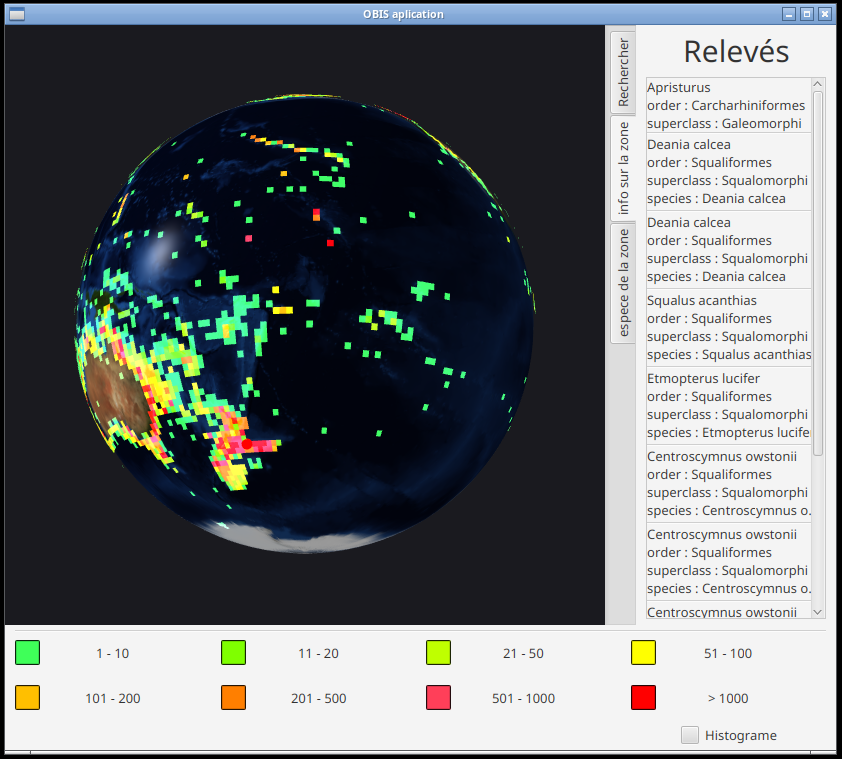 OBIS aplication
Rechercher
info sur la zone
espece de la zone
Relevés
Apristurus
order : Carcharhiniformes
superclass : Galeomorphi
Deania calcea
order : Squaliformes
superclass : Squalomorphi
species : Deania calcea
Deania calcea
order : Squaliformes
superclass : Squalomorphi
species : Deania calcea
Squalus acanthias
order : Squaliformes
superclass : Squalomorphi
species : Squalus acanthias
Etmopterus lucifer
order : Squaliformes
superclass : Squalomorphi
species : Etmopterus lucife
Centroscymnus owstonii
order : Squaliformes
superclass : Squalomorphi
species : Centroscymnus o.
Centroscymnus owstonii
order : Squaliformes
superclass : Squalomorphi
species : Centroscymnus o.
Centroscymnus owstonii
1 - 10 11 - 20 21 - 50 51 - 100
101 - 200 201 - 500 501 - 1000 > 1000
Histograme